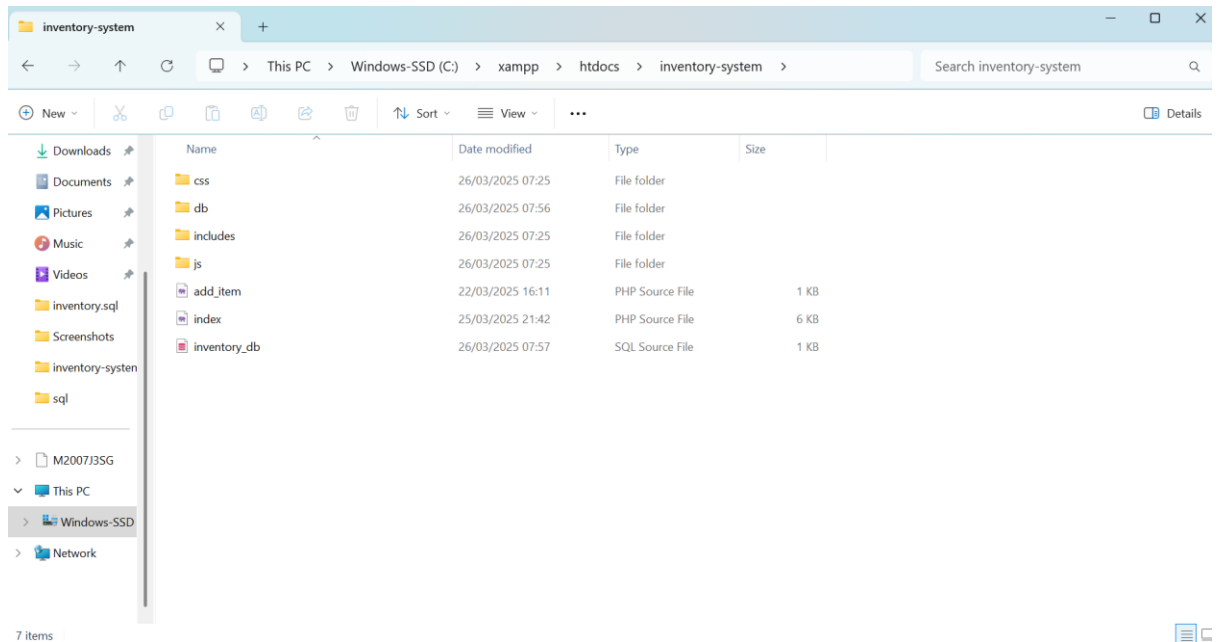 inventory-system
This PC > Windows-SSD (C:) > xampp > htdocs > inventory-system >
Search inventory-system
New
Sort
View
Details
Downloads
Documents
Pictures
Music
Videos
inventory.sql
Screenshots
inventory-system
sql
M2007J3SG
This PC
Windows-SSD
Network
Name Date modified Type Size
css 26/03/2025 07:25 File folder
db 26/03/2025 07:56 File folder
includes 26/03/2025 07:25 File folder
js 26/03/2025 07:25 File folder
add_item 22/03/2025 16:11 PHP Source File 1 KB
index 25/03/2025 21:42 PHP Source File 6 KB
inventory_db 26/03/2025 07:57 SQL Source File 1 KB
7 items